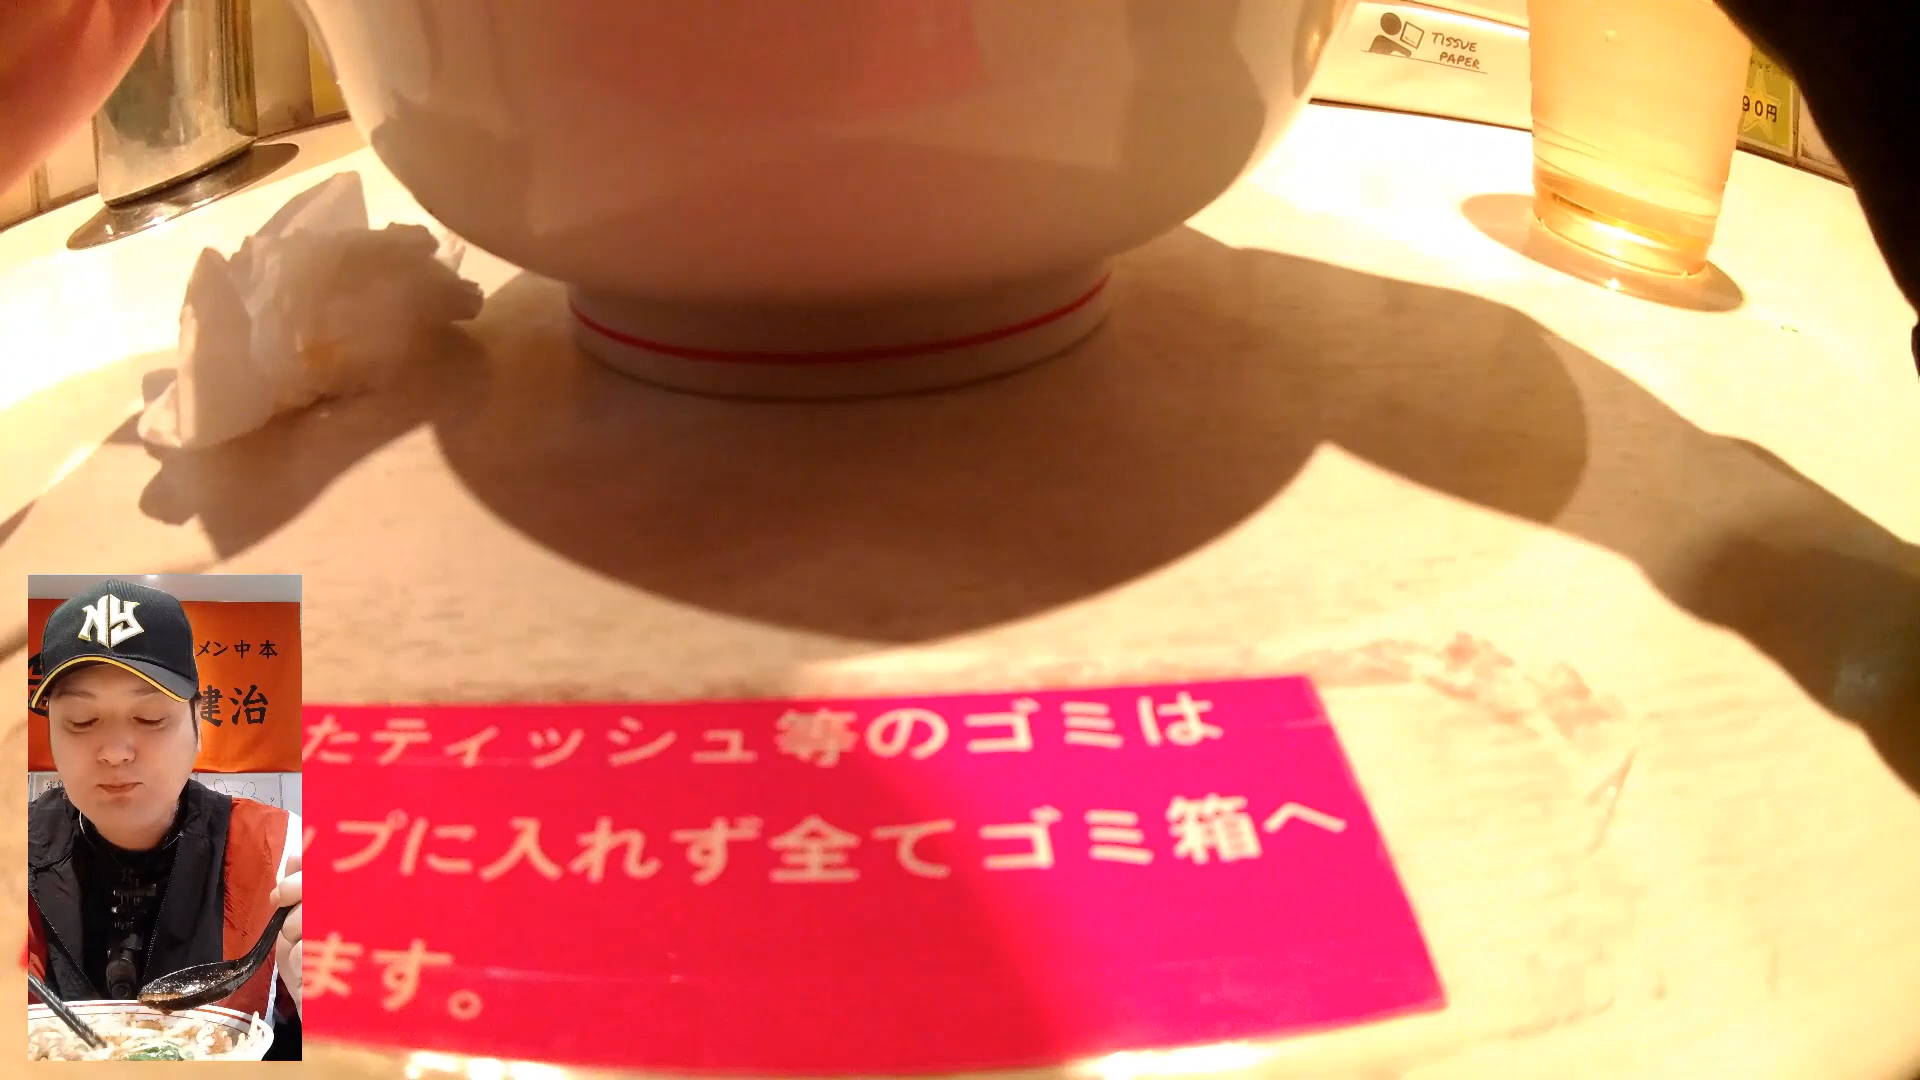 TISSUE
PAPER
90円
NY
メン中本
健治
たティッシュ等のゴミは
プに入れず全てゴミ箱へ
ます。